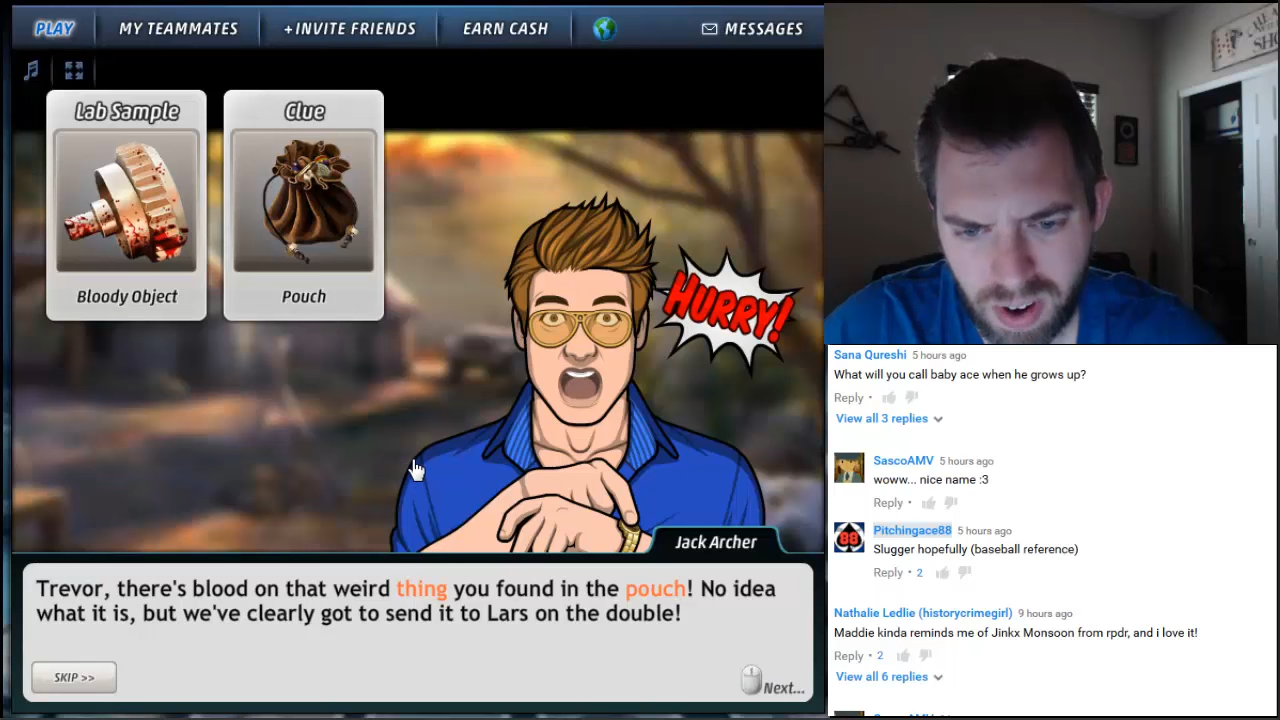 PLAY
MY TEAMMATES
+INVITE FRIENDS
EARN CASH
MESSAGES
Lab Sample
Bloody Object
Clue
Pouch
HURRY!
Jack Archer
Trevor, there's blood on that weird thing you found in the pouch! No idea
what it is, but we've clearly got to send it to Lars on the double!
SKIP >>
Next...
Sana Qureshi 5 hours ago
What will you call baby ace when he grows up?
Reply •
View all 3 replies
SascoAMV 5 hours ago
woww... nice name :3
Reply •
88
Pitchingace88 5 hours ago
Slugger hopefully (baseball reference)
Reply • 2
Nathalie Ledlie (historycrimegirl) 9 hours ago
Maddie kinda reminds me of Jinkx Monsoon from rpdr, and i love it!
Reply • 2
View all 6 replies